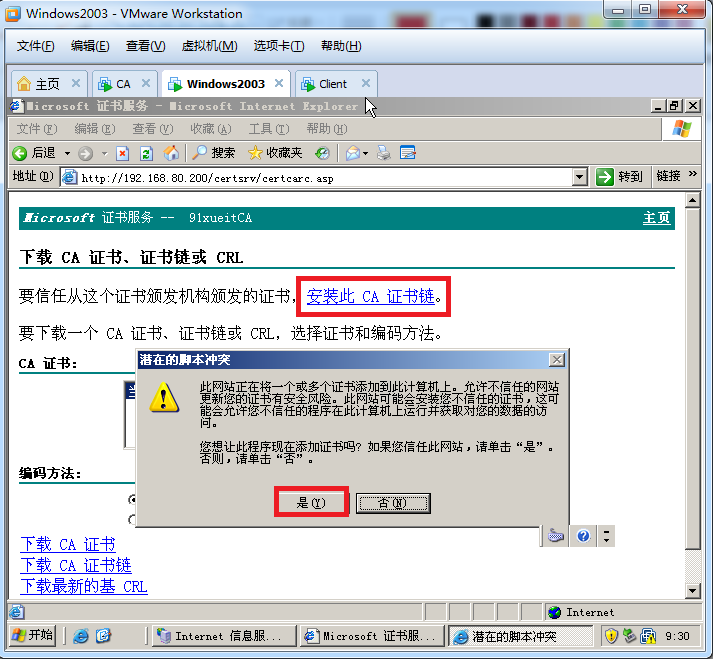 Windows2003 - VMware Workstation
文件(F) 编辑(E) 查看(V) 虚拟机(M) 选项卡(T) 帮助(H)
主页 CA Windows2003 Client
Microsoft 证书服务 - Microsoft Internet Explorer
文件(F) 编辑(E) 查看(V) 收藏(A) 工具(T) 帮助(H)
后退 搜索 收藏夹
地址(D) http://192.168.80.200/certsrv/certcarc.asp 转到 链接 »
Microsoft 证书服务 -- 91xueitCA 主页
下载 CA 证书、证书链或 CRL
要信任从这个证书颁发机构颁发的证书，安装此 CA 证书链。
要下载一个 CA 证书、证书链或 CRL，选择证书和编码方法。
CA 证书:
潜在的脚本冲突
此网站正在将一个或多个证书添加到此计算机上。允许不信任的网站
更新您的证书有安全风险。此网站可能会安装您不信任的证书，这可
能会允许您不信任的程序在此计算机上运行并获取对您的数据的访
问。
您想让此程序现在添加证书吗? 如果您信任此网站，请单击“是”。
否则，请单击“否”。
是(Y) 否(N)
编码方法:
下载 CA 证书
下载 CA 证书链
下载最新的基 CRL
Internet
开始 Internet 信息服... Microsoft 证书服... 潜在的脚本冲突 9:30